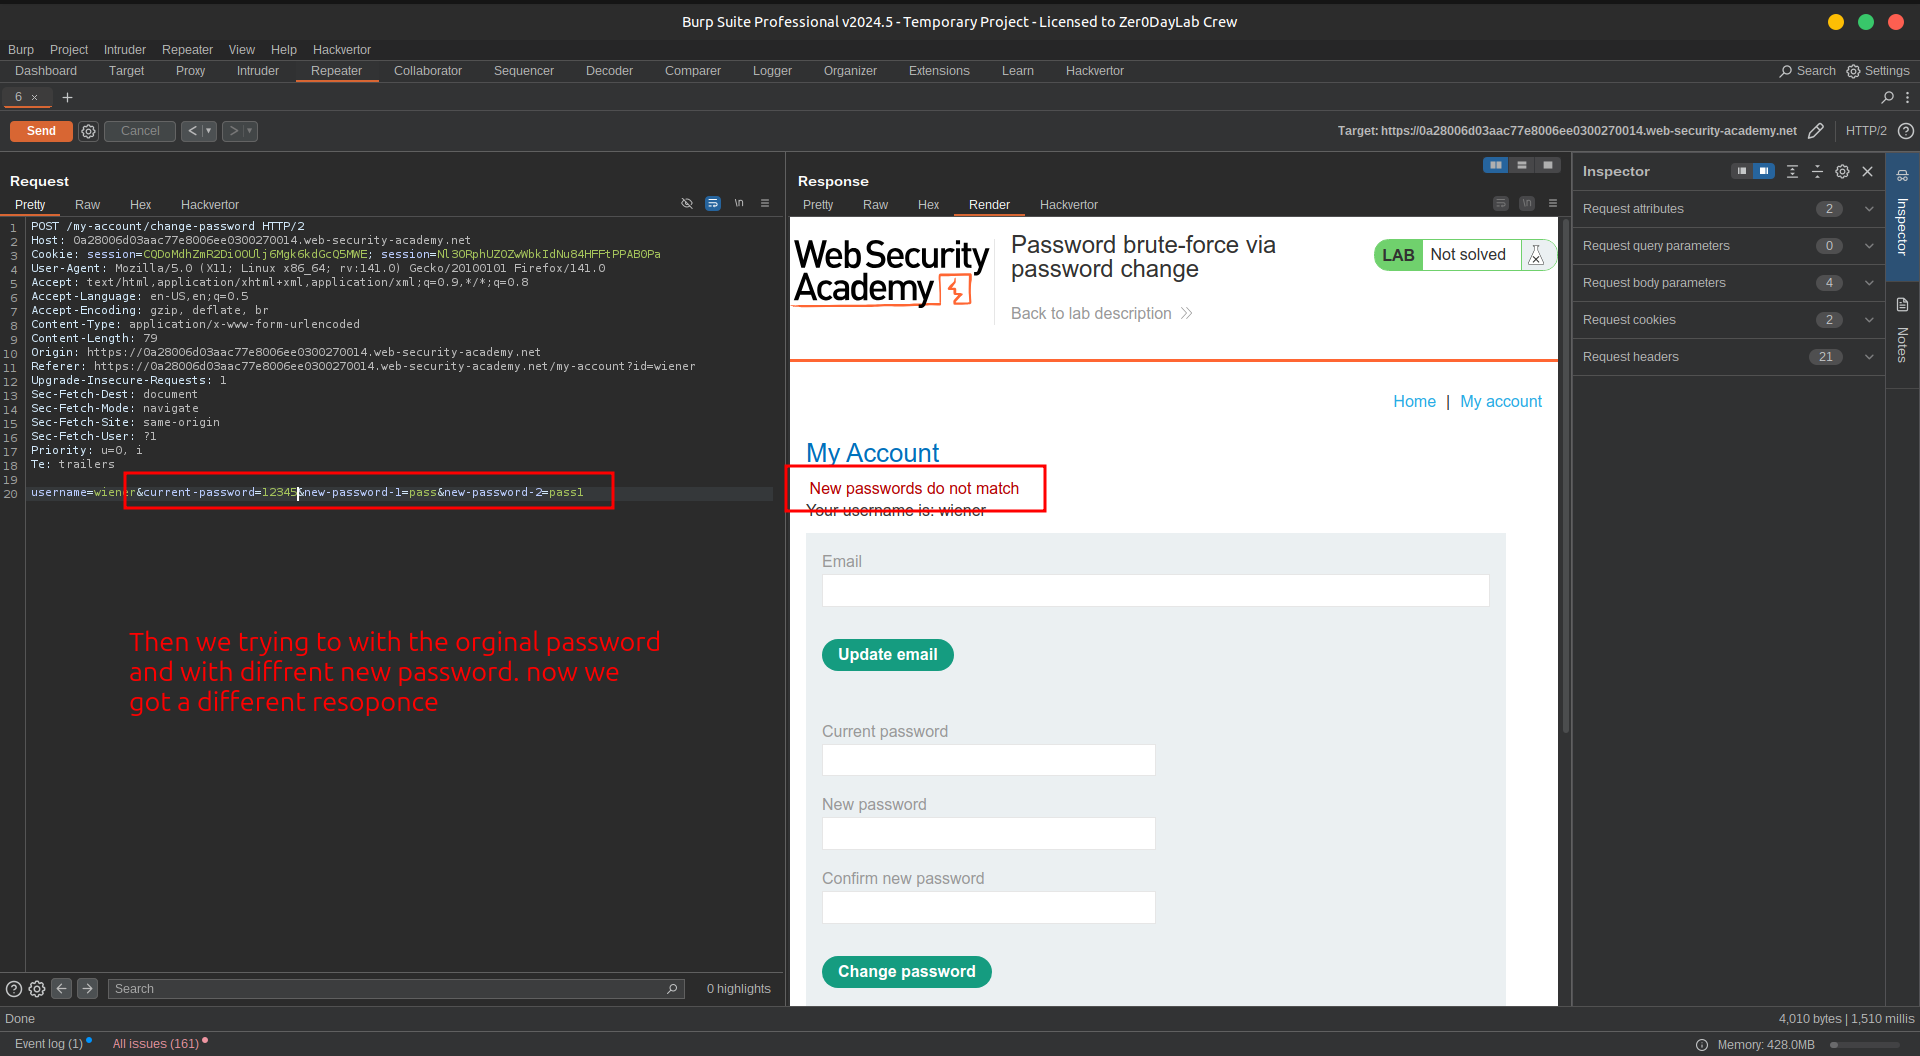 Burp Suite Professional v2024.5 - Temporary Project - Licensed to Zer0DayLab Crew
Burp Project Intruder Repeater View Help Hackvertor
Dashboard Target Proxy Intruder Repeater Collaborator Sequencer Decoder Comparer Logger Organizer Extensions Learn Hackvertor Search Settings
6 × +
Send Cancel < > Target: https://0a28006d03aac77e8006ee0300270014.web-security-academy.net HTTP/2
Request
Pretty Raw Hex Hackvertor \n
1 POST /my-account/change-password HTTP/2
2 Host: 0a28006d03aac77e8006ee0300270014.web-security-academy.net
3 Cookie: session=CQDoMdhZmR2DiO0Ulj6Mgk6kdGcQ5MWE; session=Nl3ORphUZOZwWbkIdNu84HFFtPPABOPa
4 User-Agent: Mozilla/5.0 (X11; Linux x86_64; rv:141.0) Gecko/20100101 Firefox/141.0
5 Accept: text/html,application/xhtml+xml,application/xml;q=0.9,*/*;q=0.8
6 Accept-Language: en-US,en;q=0.5
7 Accept-Encoding: gzip, deflate, br
8 Content-Type: application/x-www-form-urlencoded
9 Content-Length: 79
10 Origin: https://0a28006d03aac77e8006ee0300270014.web-security-academy.net
11 Referer: https://0a28006d03aac77e8006ee0300270014.web-security-academy.net/my-account?id=wiener
12 Upgrade-Insecure-Requests: 1
13 Sec-Fetch-Dest: document
14 Sec-Fetch-Mode: navigate
15 Sec-Fetch-Site: same-origin
16 Sec-Fetch-User: ?1
17 Priority: u=0, i
18 Te: trailers
19
20 username=wiener&current-password=12345&new-password-1=pass&new-password-2=pass1
Then we trying to with the orginal password
and with diffrent new password. now we
got a different resoponce
Search 0 highlights
Response
Pretty Raw Hex Render Hackvertor \n
Web Security
Academy
Password brute-force via
password change
Back to lab description
LAB Not solved
Home | My account
My Account
New passwords do not match
Your username is: wiener
Email
Update email
Current password
New password
Confirm new password
Change password
Inspector
Request attributes 2
Request query parameters 0
Request body parameters 4
Request cookies 2
Request headers 21
Inspector
Notes
Done 4,010 bytes | 1,510 millis
Event log (1) All issues (161) Memory: 428.0MB